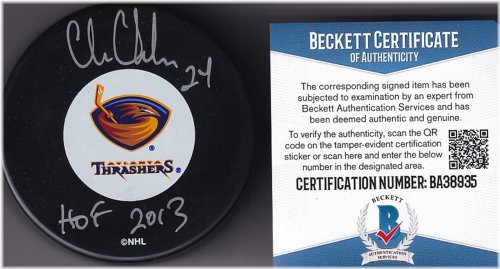 24
ATLANTA
THRASHERS®
HOF 2013
©NHL
BECKETT CERTIFICATE
OF AUTHENTICITY
The corresponding signed item has been
subjected to examination by an expert from
Beckett Authentication Services and has
been deemed authentic and genuine.
To verify the authenticity, scan the QR
code on the tamper-evident certification
sticker or scan here and enter the below
number in the designated area.
CERTIFICATION NUMBER: BA38935
BECKETT
B
AUTHENTICATION
SERVICES